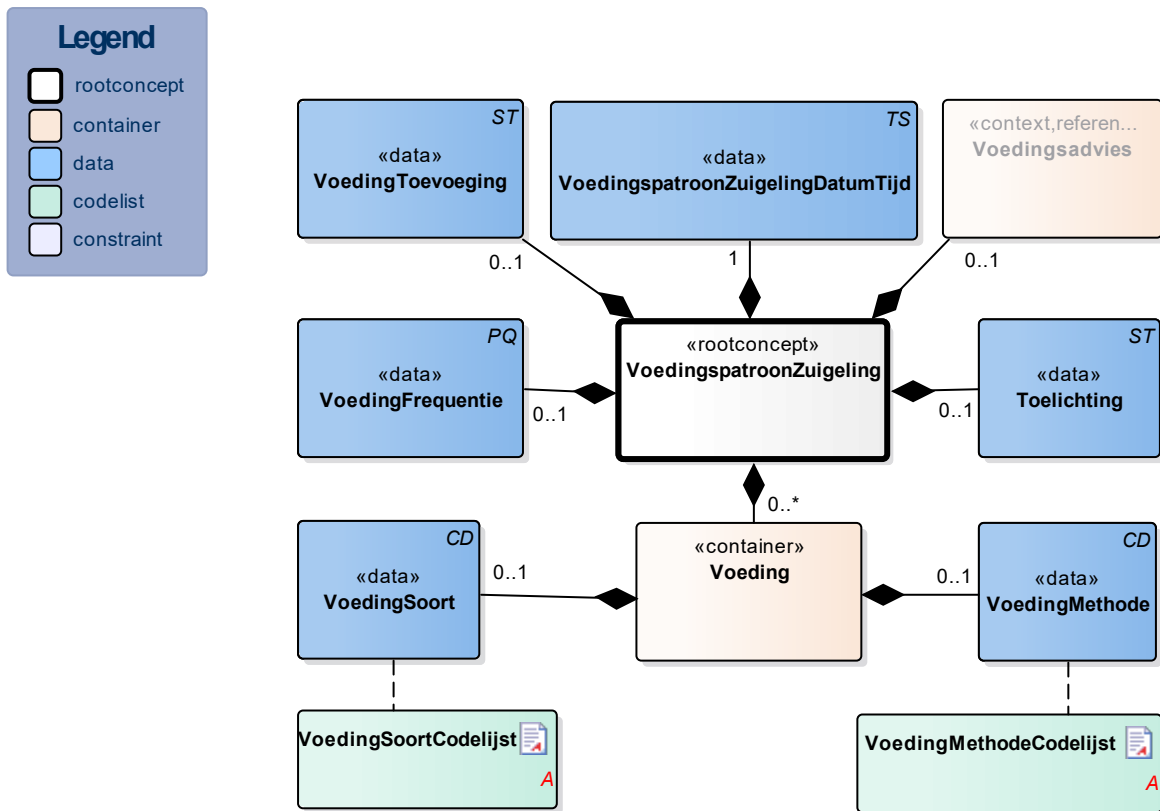 Legend
rootconcept
container
data
codelist
constraint
ST
«data»
VoedingToevoeging
TS
«data»
VoedingspatroonZuigelingDatumTijd
«context,referen...
Voedingsadvies
0..1
1
0..1
PQ
«data»
VoedingFrequentie
0..1
«rootconcept»
VoedingspatroonZuigeling
ST
«data»
Toelichting
0..1
0..*
CD
«data»
VoedingSoort
0..1
«container»
Voeding
0..1
CD
«data»
VoedingMethode
VoedingSoortCodelijst
A
VoedingMethodeCodelijst
A